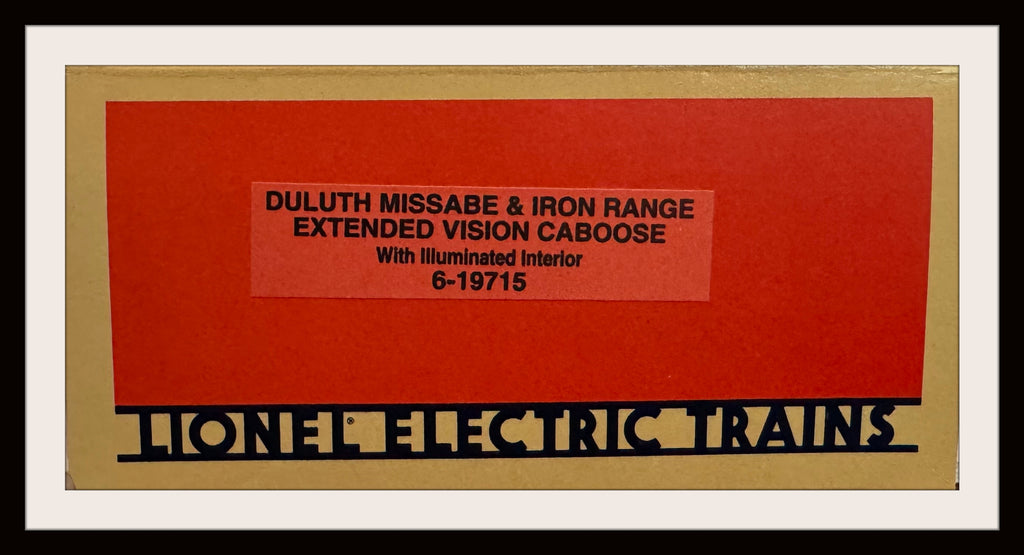 DULUTH MISSABE & IRON RANGE
EXTENDED VISION CABOOSE
With Illuminated Interior
6-19715
LIONEL® ELECTRIC TRAINS